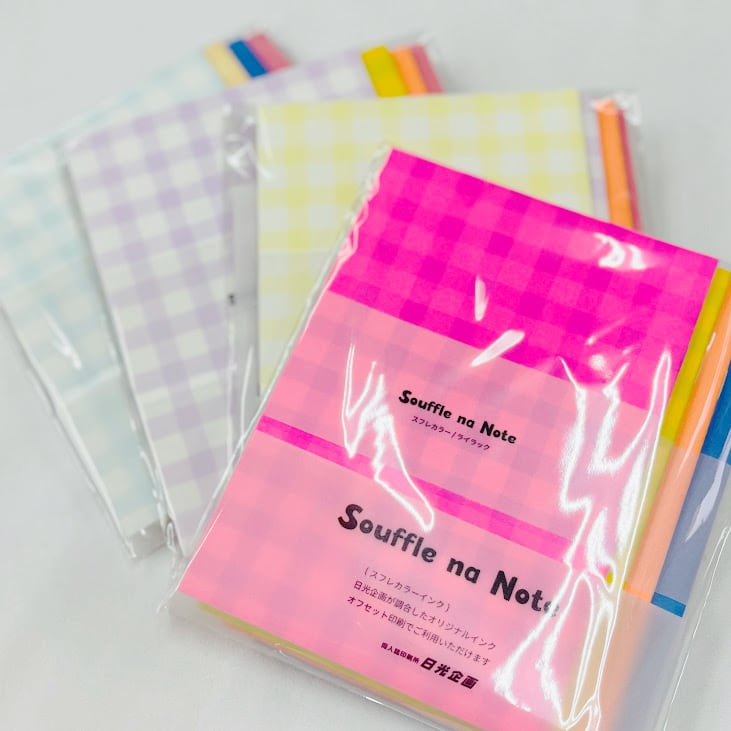 Souffle na Note
スフレカラー/ライラック
Souffle na Note
(スフレカラーインク)
日光企画が調合したオリジナルインク
オフセット印刷でご利用いただけます
同人誌印刷所 日光企画